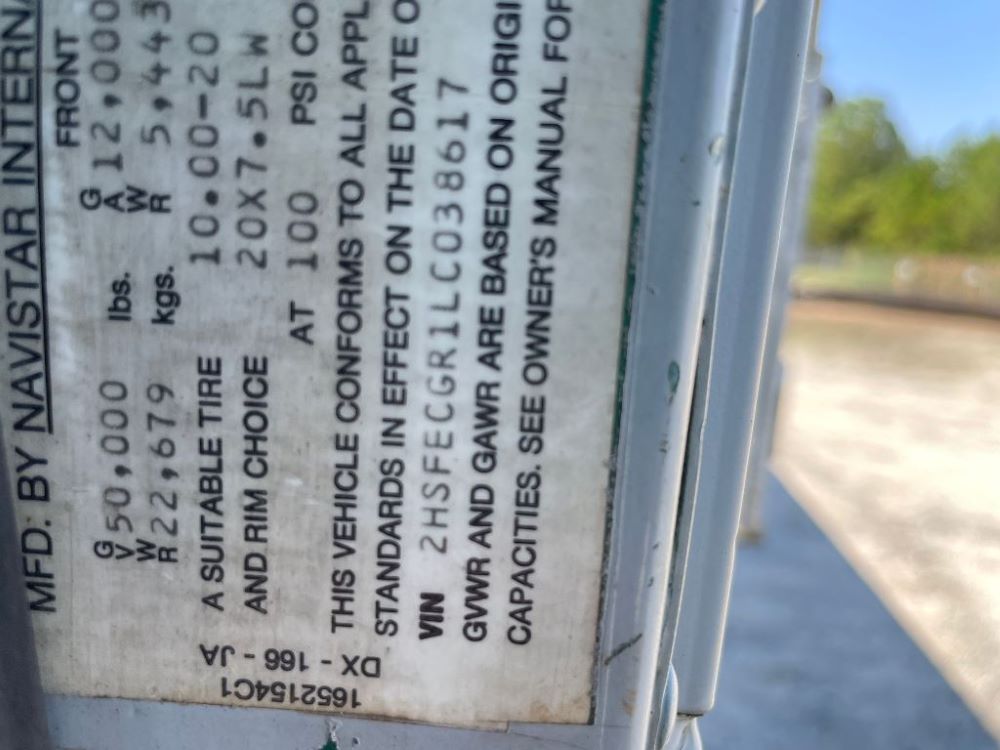 MFD. BY NAVISTAR INTERNA
FRONT
GVWR 50,000 lbs. GAWR 12,000
22,679 kgs. 5,443
A SUITABLE TIRE 10.00-20
AND RIM CHOICE 20X7.5LW
AT 100 PSI CO
THIS VEHICLE CONFORMS TO ALL APPL
STANDARDS IN EFFECT ON THE DATE O
VIN 2HSFECGR1LC038617
GVWR AND GAWR ARE BASED ON ORIGI
CAPACITIES. SEE OWNER'S MANUAL FOR
1652154C1
DX - 166 - JA